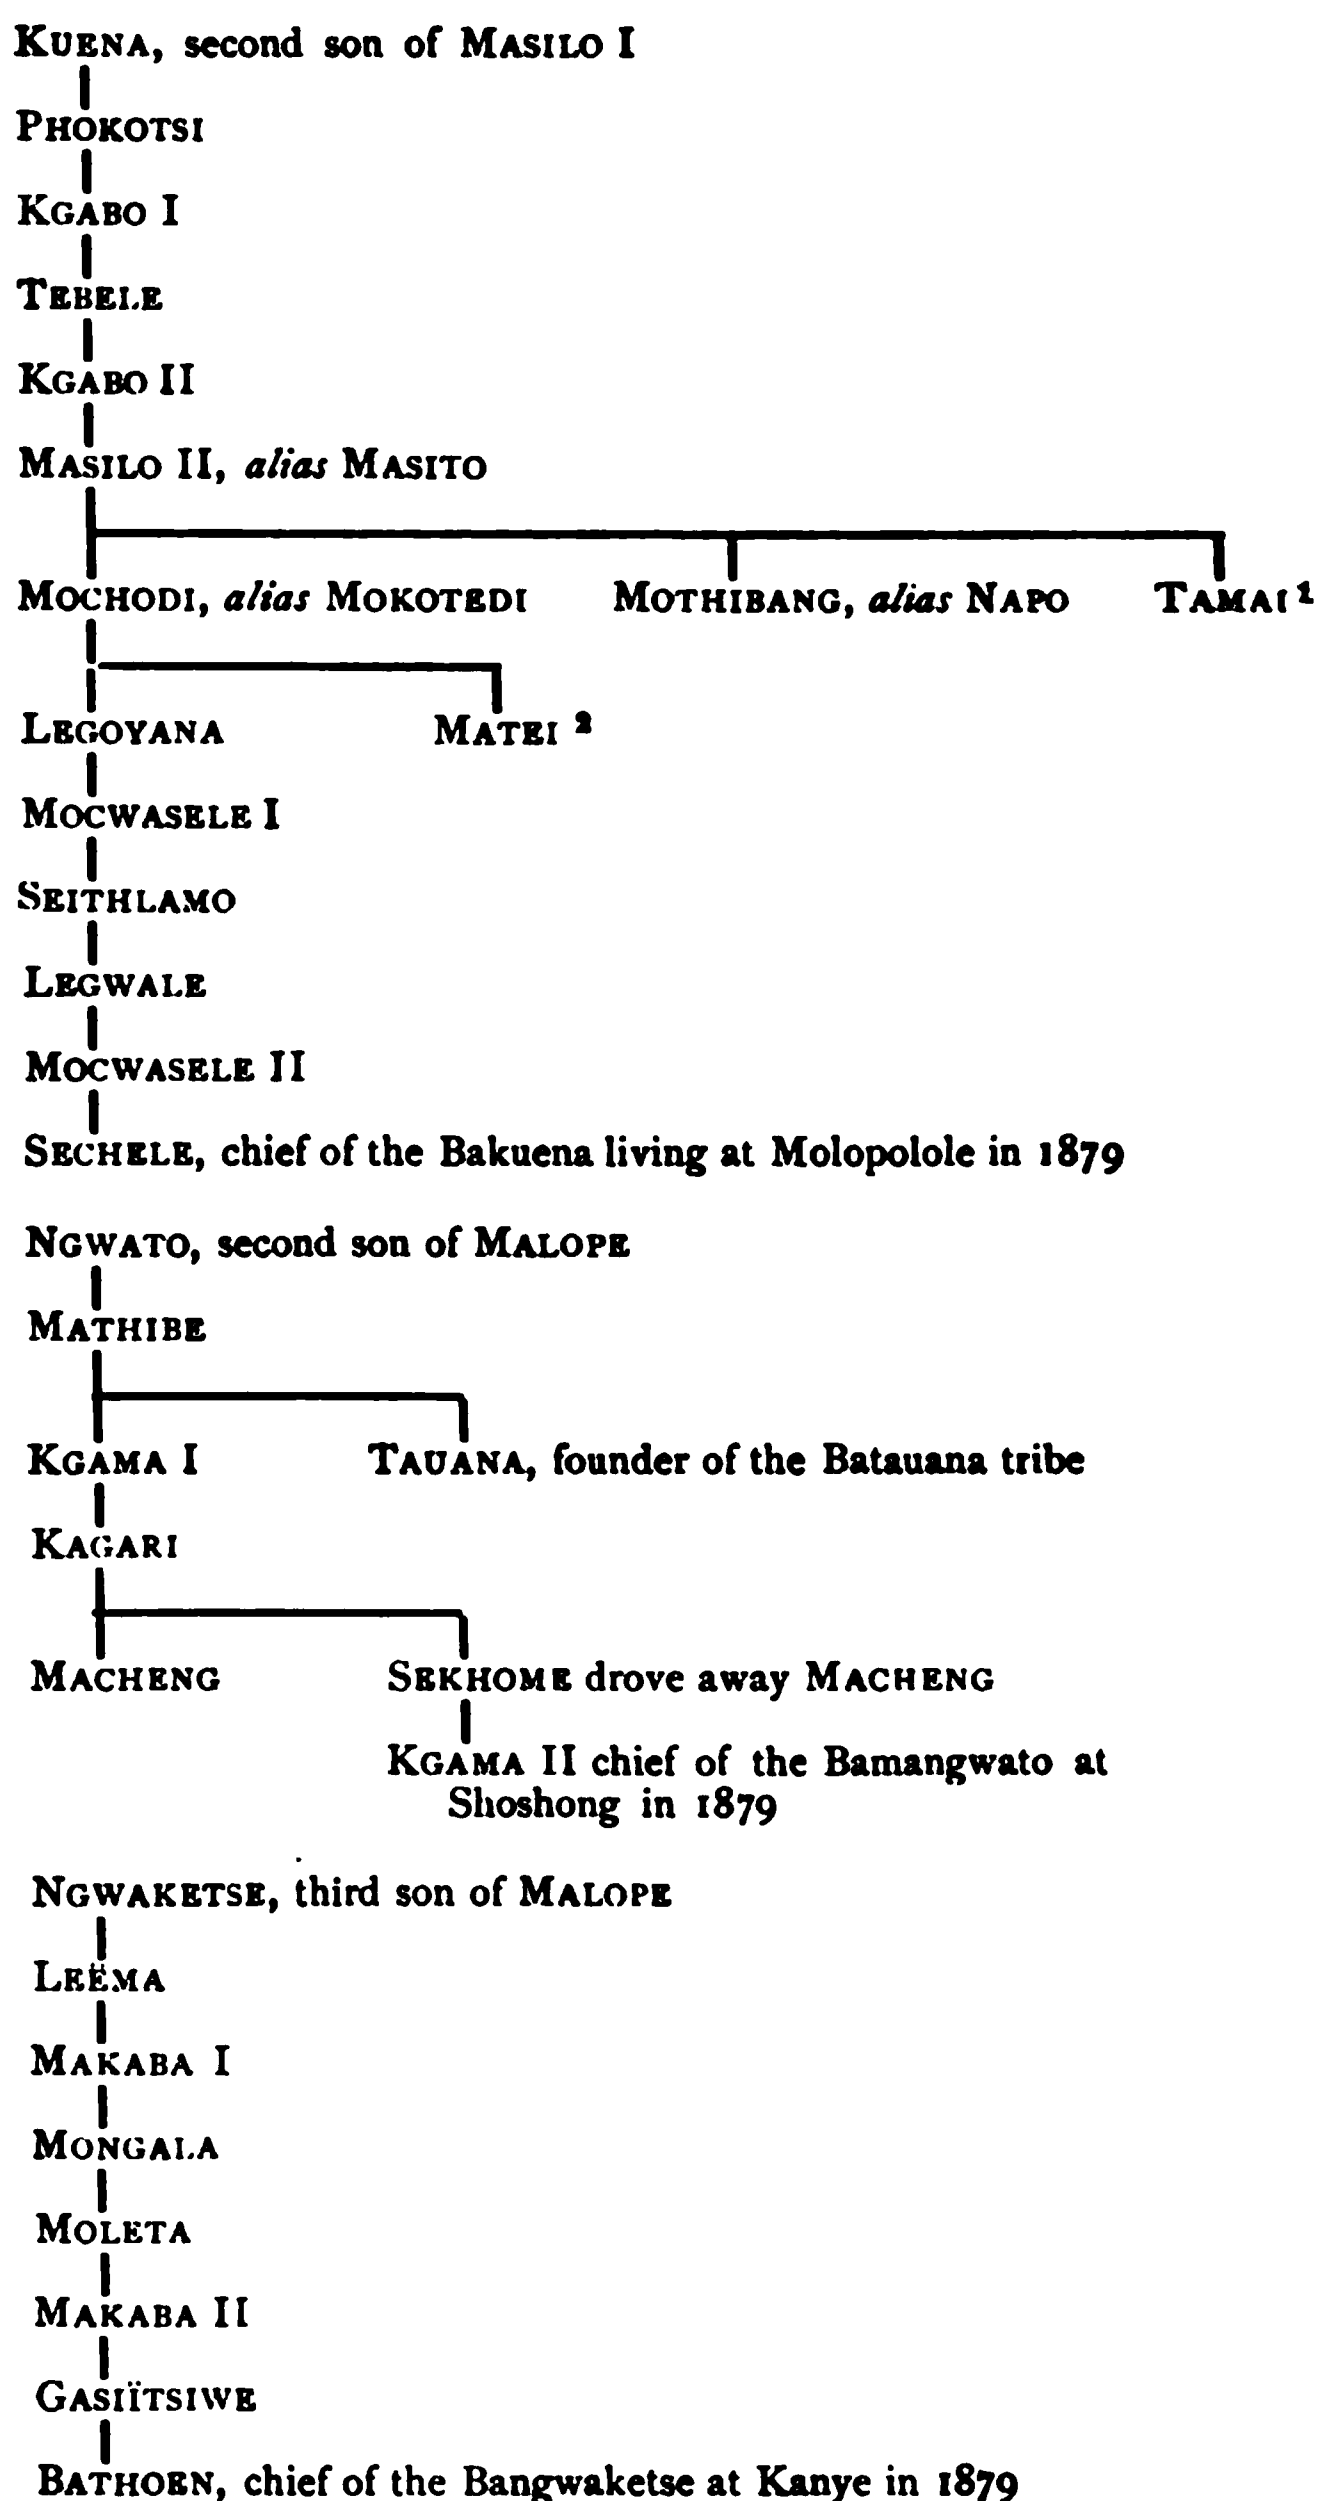 KUENA, second son of MASILO I
PHOKOTSI
KGABO I
TEBELE
KGABO II
MASILO II, alias MASITO
MOCHODI, alias MOKOTEDI MOTHIBANG, alias NAPO TAMAI 1
LEGOYANA MATEI 2
MOCWASELE I
SEITHLAMO
LEGWALE
MOCWASELE II
SECHELE, chief of the Bakuena living at Molopolole in 1879
NGWATO, second son of MALOPE
MATHIBE
KGAMA I TAUANA, founder of the Batauana tribe
KAGARI
MACHENG SEKHOME drove away MACHENG
KGAMA II chief of the Bamangwato at
Shoshong in 1879
NGWAKETSE, third son of MALOPE
LEËMA
MAKABA I
MONGALA
MOLETA
MAKABA II
GASIÏTSIWE
BATHOEN, chief of the Bangwaketse at Kanye in 1879